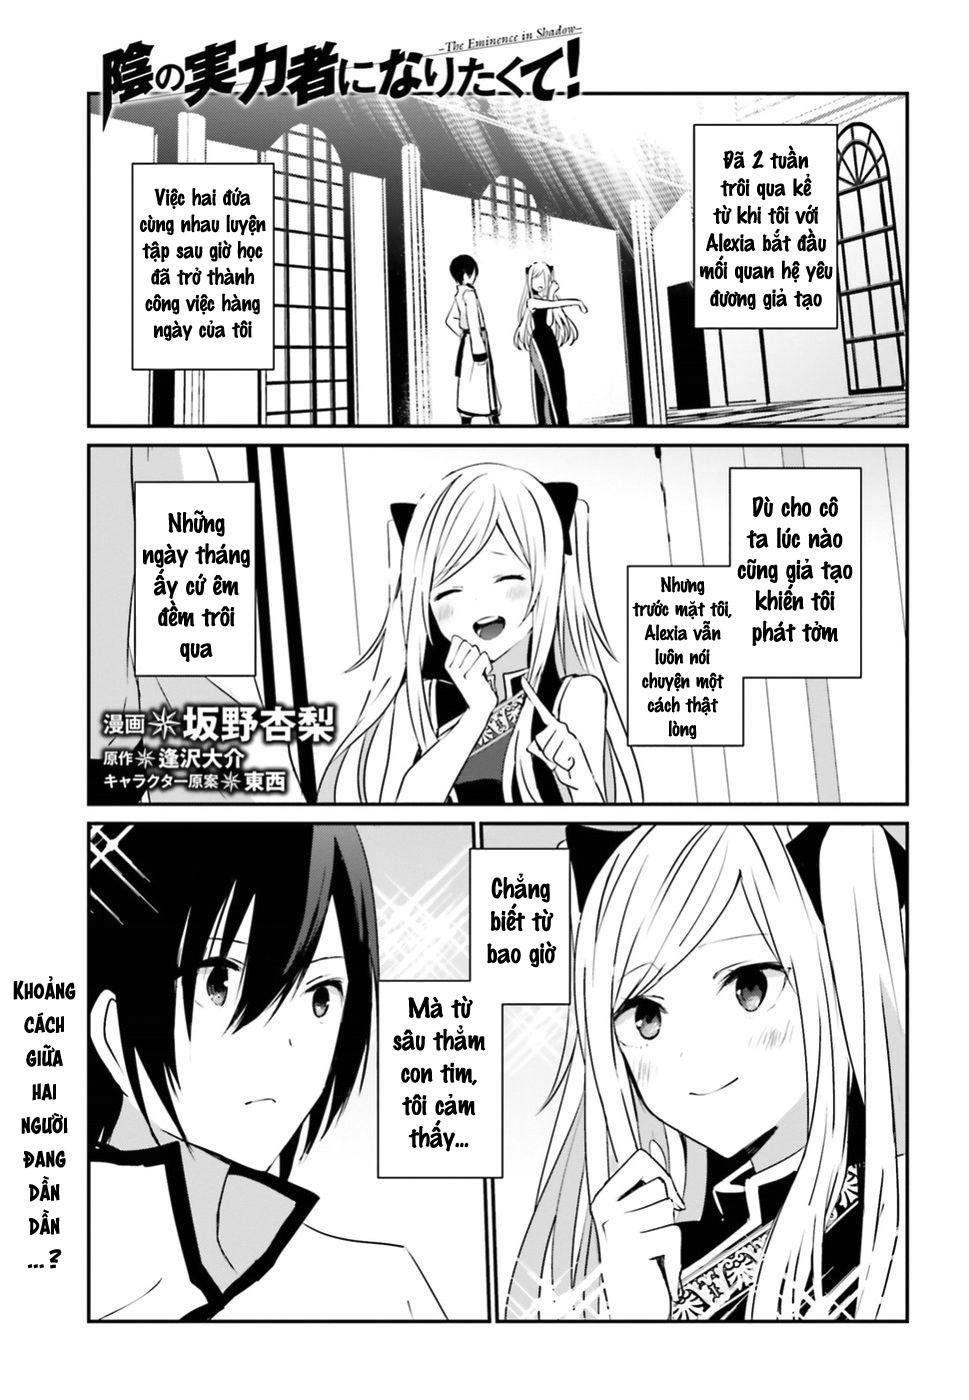 -The Eminence in Shadow-
陰の実力者になりたくて!
Đã 2 tuần
trôi qua kể
từ khi tôi với
Alexia bắt đầu
mối quan hệ yêu
đương giả tạo
Việc hai đứa
cùng nhau luyện
tập sau giờ học
đã trở thành
công việc hàng
ngày của tôi
Dù cho cô
ta lúc nào
cũng giả tạo
khiến tôi
phát tởm
Nhưng
trước mặt tôi,
Alexia vẫn
luôn nói
chuyện một
cách thật
lòng
Những
ngày tháng
ấy cứ êm
đềm trôi
qua
漫画✳坂野杏梨
原作✳逢沢大介
キャラクター原案✳東西
Chẳng
biết từ
bao giờ
Mà từ
sâu thẳm
con tim,
tôi cảm
thấy...
Khoảng
cách
giữa
hai
người
đang
dần
dần
...?